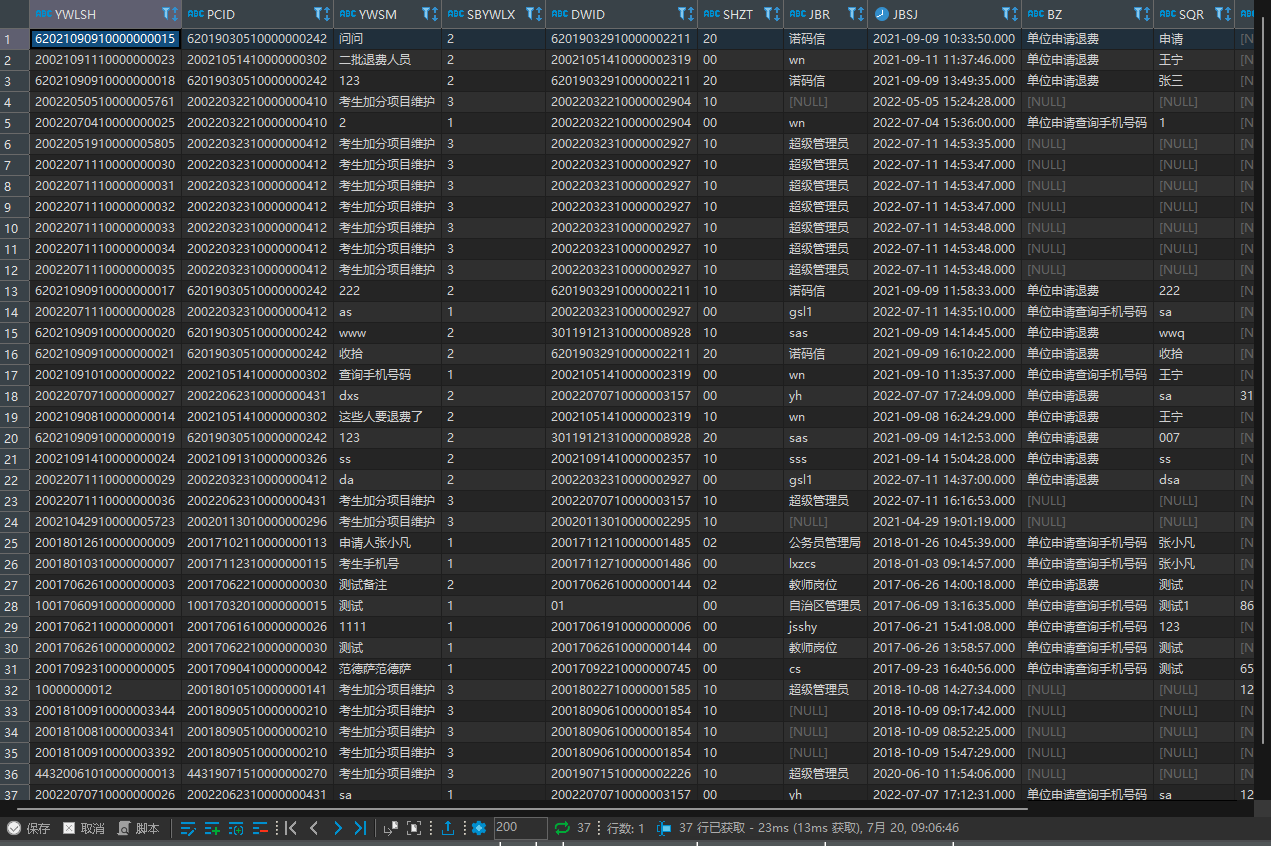 ABC YWLSH ABC PCID ABC YWSM ABC SBYWLX ABC DWID ABC SHZT ABC JBR JBSJ ABC BZ ABC SQR ABC
1 62021090910000000015 62019030510000000242 问问 2 62019032910000002211 20 诺码信 2021-09-09 10:33:50.000 单位申请退费 申请 [N
2 20021091110000000023 20021051410000000302 二批退费人员 2 20021051410000002319 00 wn 2021-09-11 11:37:46.000 单位申请退费 王宁 [N
3 62021090910000000018 62019030510000000242 123 2 62019032910000002211 20 诺码信 2021-09-09 13:49:35.000 单位申请退费 张三 [N
4 20022050510000005761 20022032210000000410 考生加分项目维护 3 20022032210000002904 10 [NULL] 2022-05-05 15:24:28.000 [NULL] [NULL] [N
5 20022070410000000025 20022032210000000410 2 1 20022032210000002904 00 wn 2022-07-04 15:36:00.000 单位申请查询手机号码 1 [N
6 20022051910000005805 20022032310000000412 考生加分项目维护 3 20022032310000002927 10 超级管理员 2022-07-11 14:53:35.000 [NULL] [NULL] [N
7 20022071110000000030 20022032310000000412 考生加分项目维护 3 20022032310000002927 10 超级管理员 2022-07-11 14:53:47.000 [NULL] [NULL] [N
8 20022071110000000031 20022032310000000412 考生加分项目维护 3 20022032310000002927 10 超级管理员 2022-07-11 14:53:47.000 [NULL] [NULL] [N
9 20022071110000000032 20022032310000000412 考生加分项目维护 3 20022032310000002927 10 超级管理员 2022-07-11 14:53:47.000 [NULL] [NULL] [N
10 20022071110000000033 20022032310000000412 考生加分项目维护 3 20022032310000002927 10 超级管理员 2022-07-11 14:53:48.000 [NULL] [NULL] [N
11 20022071110000000034 20022032310000000412 考生加分项目维护 3 20022032310000002927 10 超级管理员 2022-07-11 14:53:48.000 [NULL] [NULL] [N
12 20022071110000000035 20022032310000000412 考生加分项目维护 3 20022032310000002927 10 超级管理员 2022-07-11 14:53:48.000 [NULL] [NULL] [N
13 62021090910000000017 62019030510000000242 222 2 62019032910000002211 10 诺码信 2021-09-09 11:58:33.000 单位申请退费 222 [N
14 20022071110000000028 20022032310000000412 as 1 20022032310000002927 00 gsl1 2022-07-11 14:35:10.000 单位申请查询手机号码 sa [N
15 62021090910000000020 62019030510000000242 www 2 30119121310000008928 10 sas 2021-09-09 14:14:45.000 单位申请退费 wwq [N
16 62021090910000000021 62019030510000000242 收拾 2 62019032910000002211 20 诺码信 2021-09-09 16:10:22.000 单位申请退费 收拾 [N
17 20021091010000000022 20021051410000000302 查询手机号码 1 20021051410000002319 00 wn 2021-09-10 11:35:37.000 单位申请查询手机号码 王宁 [N
18 20022070710000000027 20022062310000000431 dxs 2 20022070710000003157 00 yh 2022-07-07 17:24:09.000 单位申请退费 sa 31
19 20021090810000000014 20021051410000000302 这些人要退费了 2 20021051410000002319 10 wn 2021-09-08 16:24:29.000 单位申请退费 王宁 [N
20 62021090910000000019 62019030510000000242 123 2 30119121310000008928 20 sas 2021-09-09 14:12:53.000 单位申请退费 007 [N
21 20021091410000000024 20021091310000000326 ss 2 20021091410000002357 10 sss 2021-09-14 15:04:28.000 单位申请退费 ss [N
22 20022071110000000029 20022032310000000412 da 2 20022032310000002927 00 gsl1 2022-07-11 14:37:00.000 单位申请退费 dsa [N
23 20022071110000000036 20022062310000000431 考生加分项目维护 3 20022070710000003157 10 超级管理员 2022-07-11 16:16:53.000 [NULL] [NULL] [N
24 20021042910000005723 20020113010000000296 考生加分项目维护 3 20020113010000002295 10 [NULL] 2021-04-29 19:01:19.000 [NULL] [NULL] [N
25 20018012610000000009 20017102110000000113 申请人张小凡 1 20017112110000001485 02 公务员管理局 2018-01-26 10:45:39.000 单位申请查询手机号码 张小凡 [N
26 20018010310000000007 20017112310000000115 考生手机号 1 20017112710000001486 00 lxzcs 2018-01-03 09:14:57.000 单位申请查询手机号码 张小凡 [N
27 20017062610000000003 20017062210000000030 测试备注 2 20017062610000000144 02 教师岗位 2017-06-26 14:00:18.000 单位申请退费 测试 [N
28 10017060910000000000 10017032010000000015 测试 1 01 00 自治区管理员 2017-06-09 13:16:35.000 单位申请查询手机号码 测试1 86
29 20017062110000000001 20017061610000000026 1111 1 20017061910000000006 00 jsshy 2017-06-21 15:41:08.000 单位申请查询手机号码 123 [N
30 20017062610000000002 20017062210000000030 测试 1 20017062610000000144 00 教师岗位 2017-06-26 13:58:57.000 单位申请查询手机号码 测试 [N
31 20017092310000000005 20017090410000000042 范德萨范德萨 1 20017092210000000745 00 cs 2017-09-23 16:40:56.000 单位申请查询手机号码 测试 65
32 10000000012 20018010510000000141 考生加分项目维护 3 20018022710000001585 10 超级管理员 2018-10-08 14:27:34.000 [NULL] [NULL] 12
33 20018100910000003344 20018090510000000210 考生加分项目维护 3 20018090610000001854 10 [NULL] 2018-10-09 09:17:42.000 [NULL] [NULL] [N
34 20018100810000003341 20018090510000000210 考生加分项目维护 3 20018090610000001854 10 [NULL] 2018-10-09 08:52:25.000 [NULL] [NULL] [N
35 20018100910000003392 20018090510000000210 考生加分项目维护 3 20018090610000001854 10 [NULL] 2018-10-09 15:47:29.000 [NULL] [NULL] [N
36 44320061010000000013 44319071510000000270 考生加分项目维护 3 20019071510000002226 10 超级管理员 2020-06-10 11:54:06.000 [NULL] [NULL] [N
37 20022070710000000026 20022062310000000431 sa 1 20022070710000003157 00 yh 2022-07-07 17:12:31.000 单位申请查询手机号码 sa 12
保存 取消 脚本 200 37 行数: 1 37 行已获取 - 23ms (13ms 获取), 7月 20, 09:06:46